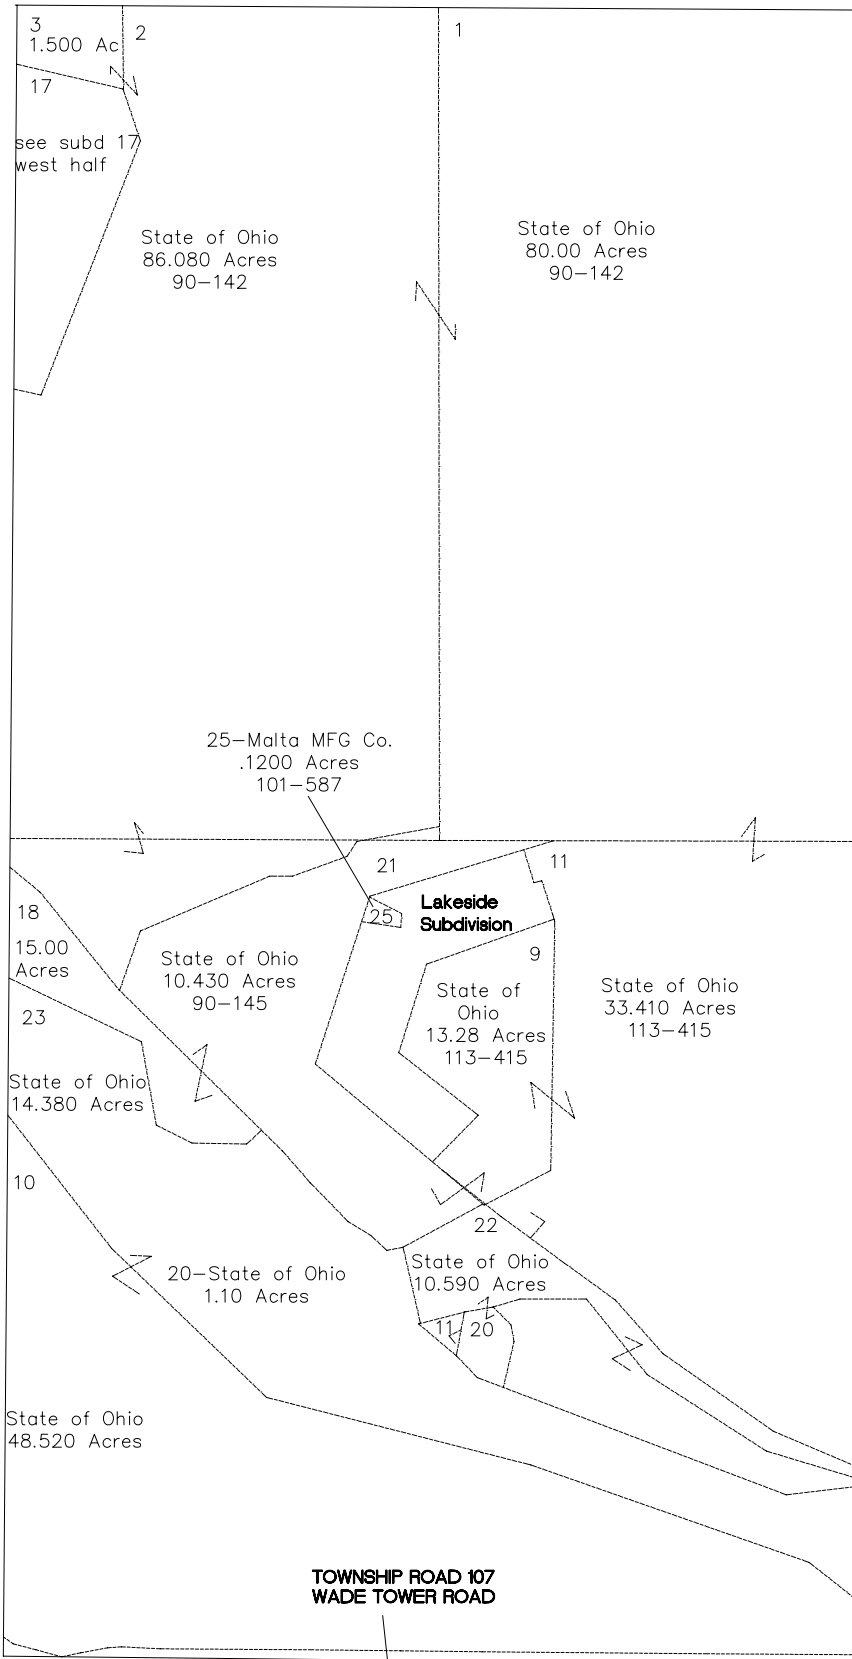 3
1.500 Ac
2
1
17
see subd 17
west half
State of Ohio
86.080 Acres
90-142
State of Ohio
80.00 Acres
90-142
25-Malta MFG Co.
.1200 Acres
101-587
21
11
18
15.00
Acres
25
Lakeside
Subdivision
9
State of Ohio
10.430 Acres
90-145
State of
Ohio
13.28 Acres
113-415
State of Ohio
33.410 Acres
113-415
23
State of Ohio
14.380 Acres
10
22
State of Ohio
10.590 Acres
20-State of Ohio
1.10 Acres
11
20
State of Ohio
48.520 Acres
TOWNSHIP ROAD 107
WADE TOWER ROAD